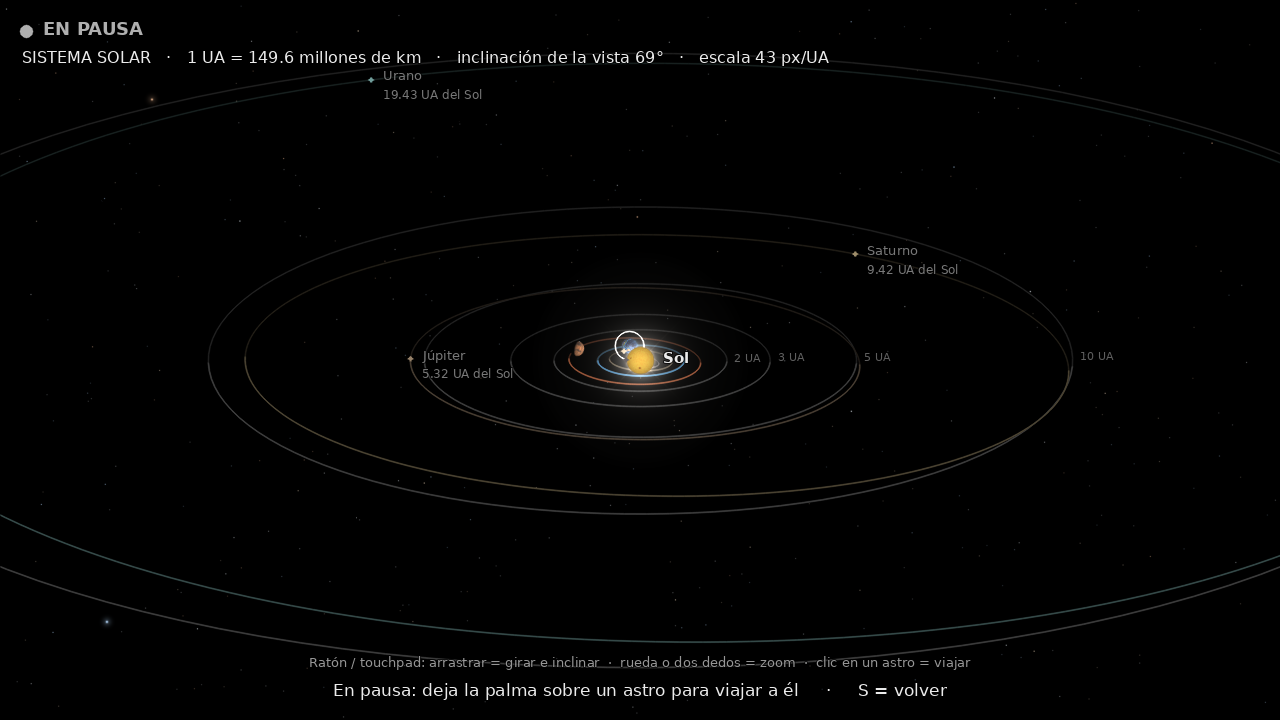 EN PAUSA
SISTEMA SOLAR · 1 UA = 149.6 millones de km · inclinación de la vista 69° · escala 43 px/UA
Urano
19.43 UA del Sol
Saturno
9.42 UA del Sol
Júpiter
5.32 UA del Sol
Sol
2 UA
3 UA
5 UA
10 UA
Ratón / touchpad: arrastrar = girar e inclinar · rueda o dos dedos = zoom · clic en un astro = viajar
En pausa: deja la palma sobre un astro para viajar a él · S = volver